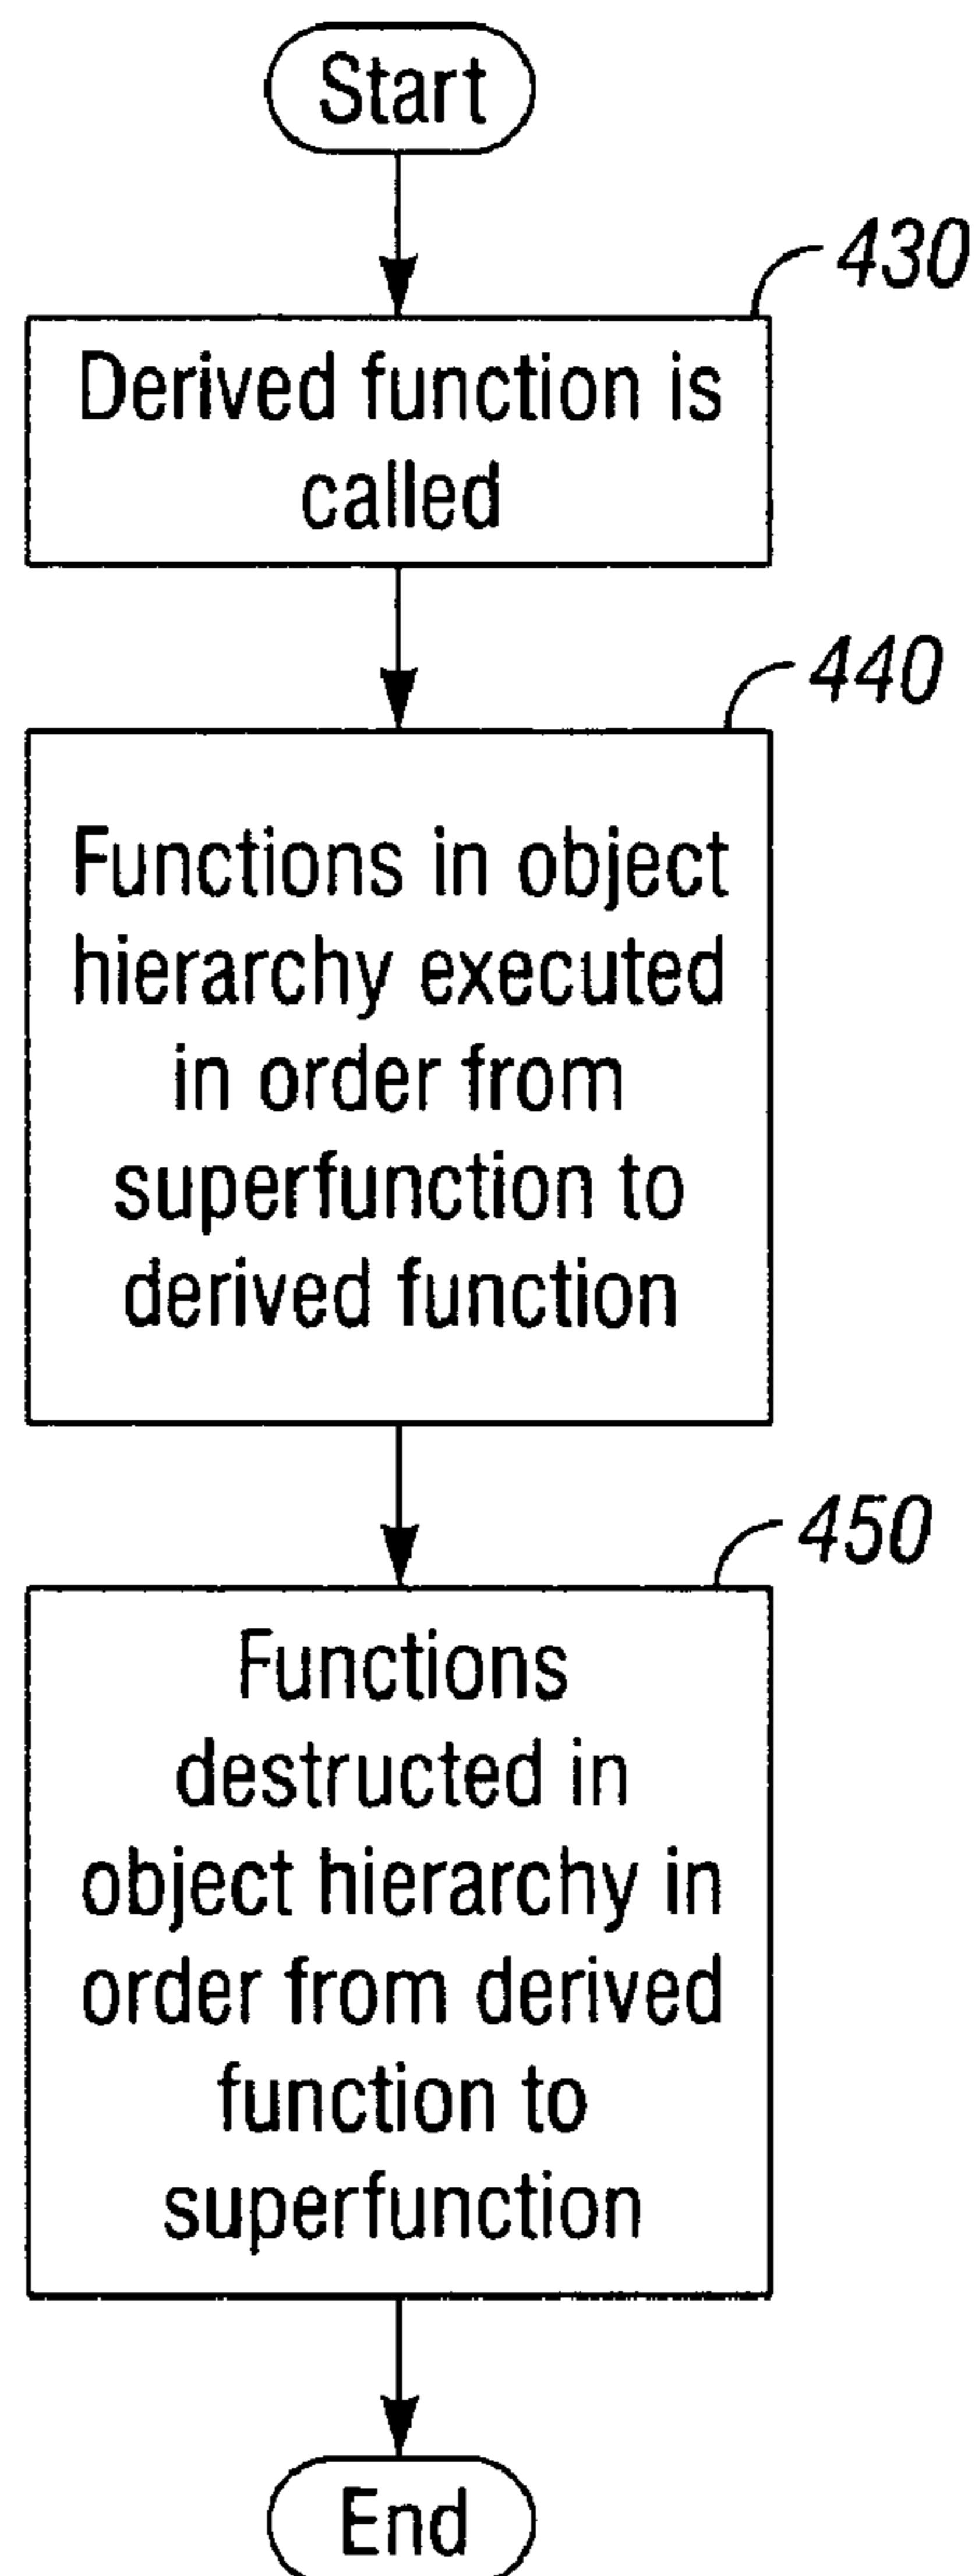 Start
430
Derived function is
called
440
Functions in object
hierarchy executed
in order from
superfunction to
derived function
450
Functions
destructed in
object hierarchy in
order from derived
function to
superfunction
End